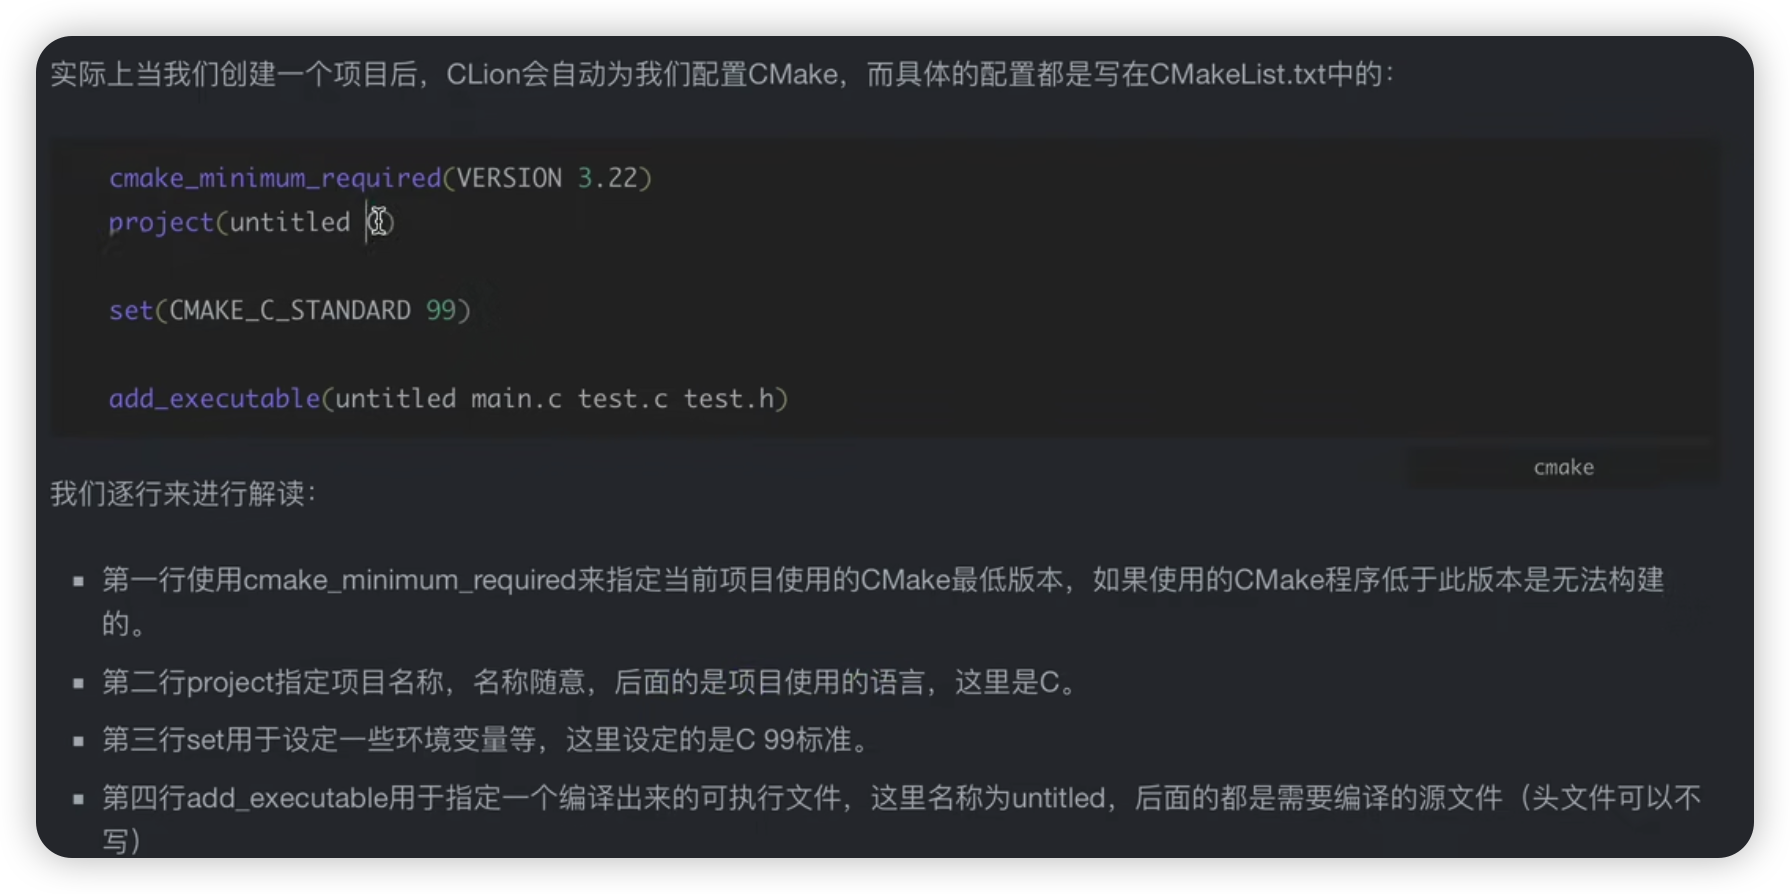 实际上当我们创建一个项目后，CLion会自动为我们配置CMake，而具体的配置都是写在CMakeList.txt中的：
cmake_minimum_required(VERSION 3.22)
project(untitled )
set(CMAKE_C_STANDARD 99)
add_executable(untitled main.c test.c test.h)
cmake
我们逐行来进行解读：
▪ 第一行使用cmake_minimum_required来指定当前项目使用的CMake最低版本，如果使用的CMake程序低于此版本是无法构建
的。
▪ 第二行project指定项目名称，名称随意，后面的是项目使用的语言，这里是C。
▪ 第三行set用于设定一些环境变量等，这里设定的是C 99标准。
▪ 第四行add_executable用于指定一个编译出来的可执行文件，这里名称为untitled，后面的都是需要编译的源文件（头文件可以不
写）